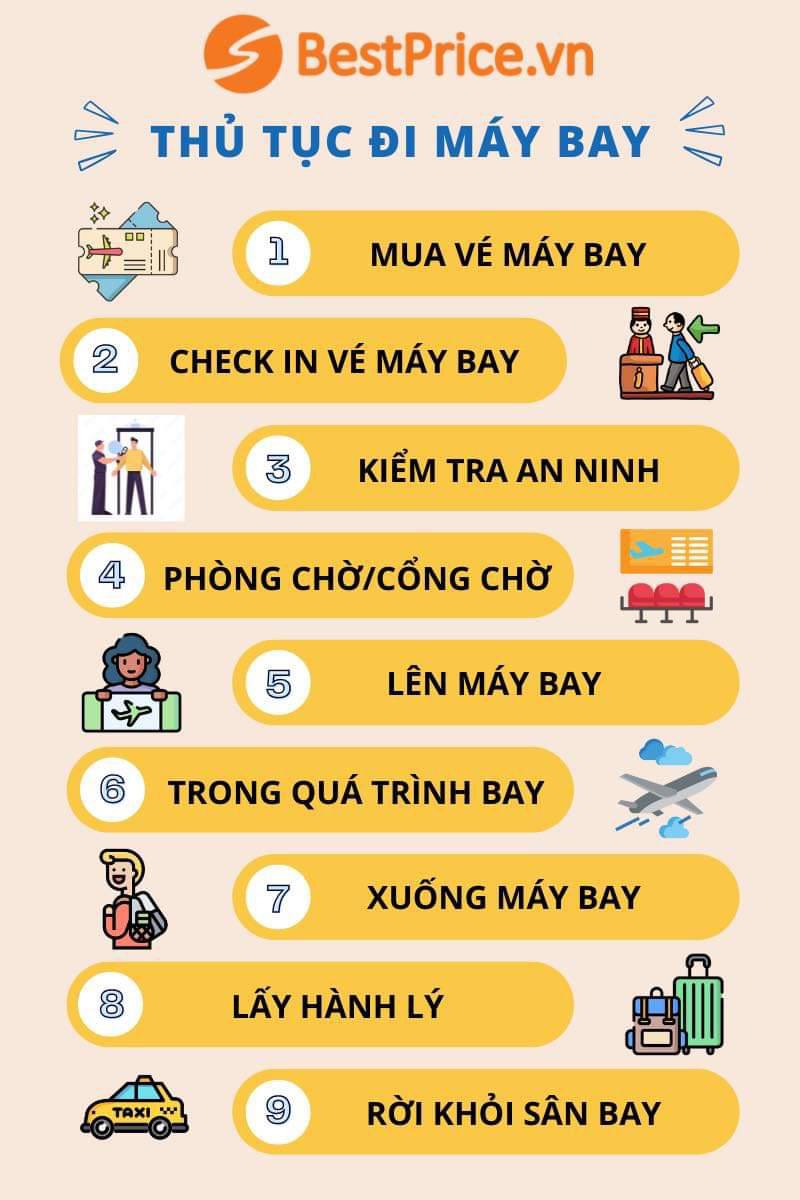 BestPrice.vn
THỦ TỤC ĐI MÁY BAY
1 MUA VÉ MÁY BAY
2 CHECK IN VÉ MÁY BAY
3 KIỂM TRA AN NINH
4 PHÒNG CHỜ/CỔNG CHỜ
5 LÊN MÁY BAY
6 TRONG QUÁ TRÌNH BAY
7 XUỐNG MÁY BAY
8 LẤY HÀNH LÝ
TAXI
9 RỜI KHỎI SÂN BAY